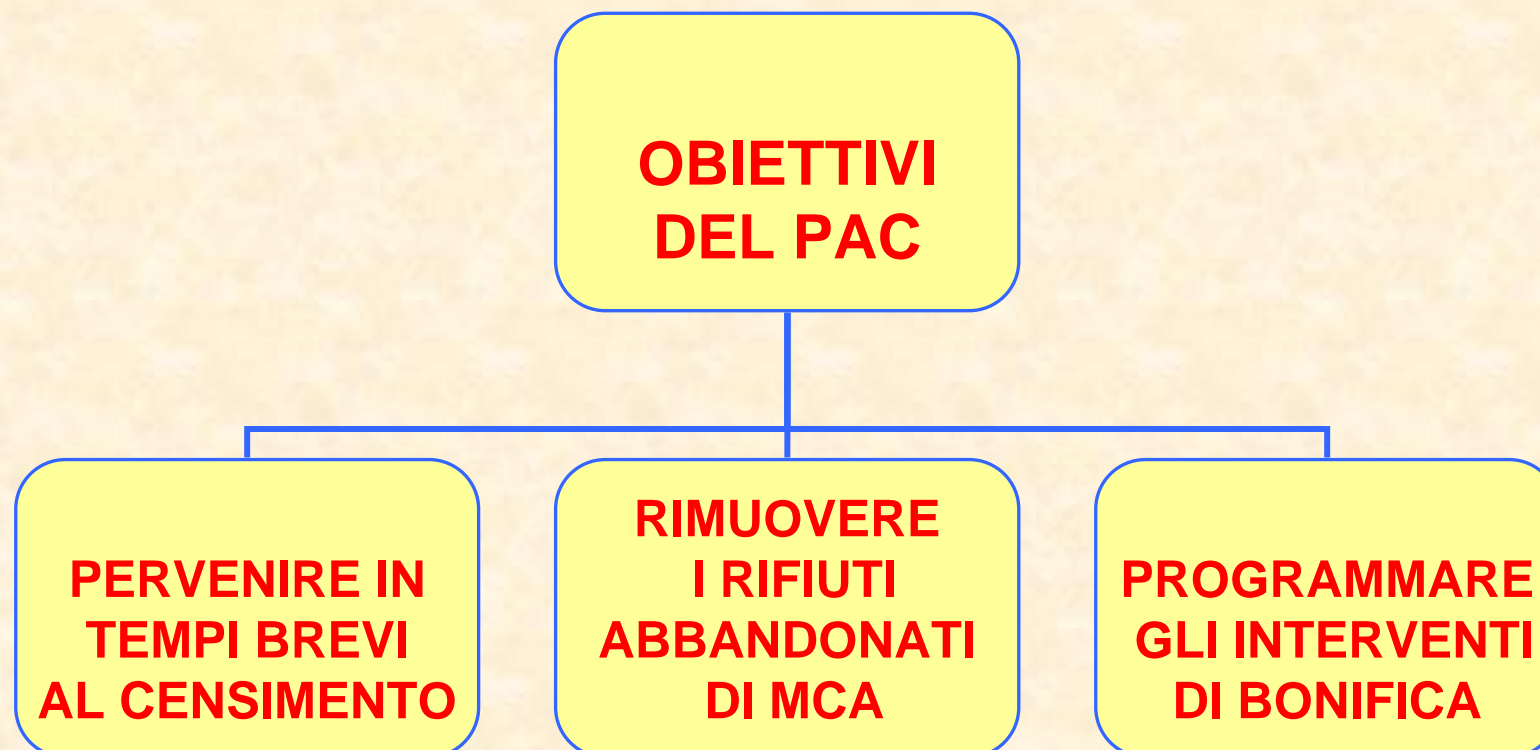 OBIETTIVI
DEL PAC
PERVENIRE IN
TEMPI BREVI
AL CENSIMENTO
RIMUOVERE
I RIFIUTI
ABBANDONATI
DI MCA
PROGRAMMARE
GLI INTERVENTI
DI BONIFICA